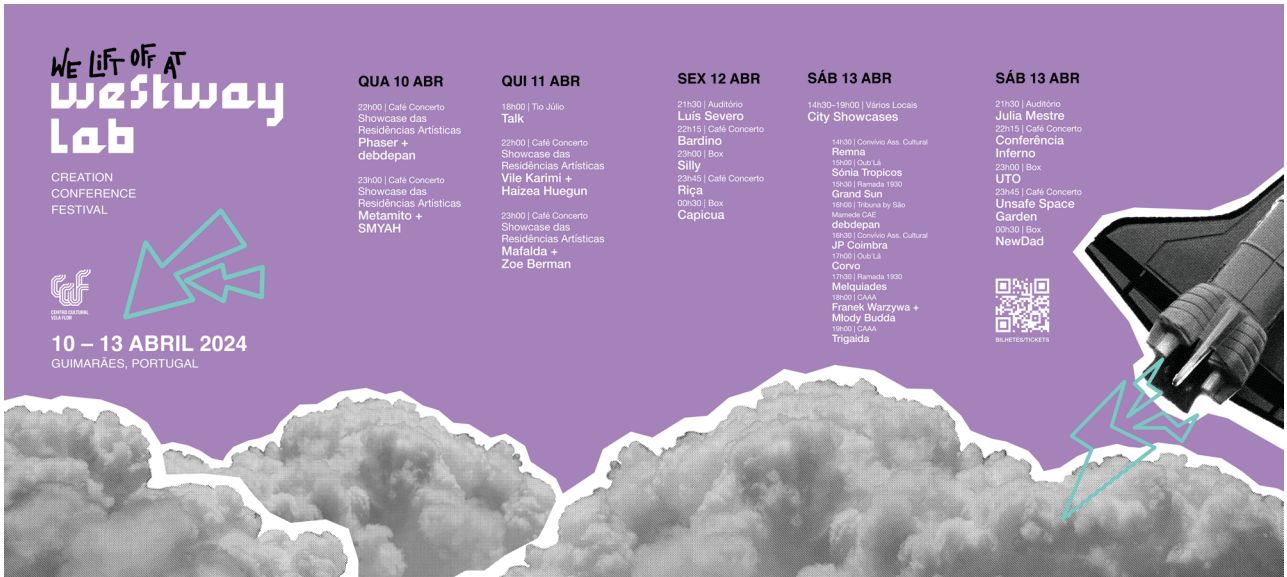 WE LiFT OFF AT
westway
lab
CREATION
CONFERENCE
FESTIVAL
CENTRO CULTURAL
VILA FLOR
10 – 13 ABRIL 2024
GUIMARÃES, PORTUGAL
QUA 10 ABR
22h00 | Café Concerto
Showcase das
Residências Artísticas
Phaser +
debdepan
23h00 | Café Concerto
Showcase das
Residências Artísticas
Metamito +
SMYAH
QUI 11 ABR
18h00 | Tio Júlio
Talk
22h00 | Café Concerto
Showcase das
Residências Artísticas
Vile Karimi +
Haizea Huegun
23h00 | Café Concerto
Showcase das
Residências Artísticas
Mafalda +
Zoe Berman
SEX 12 ABR
21h30 | Auditório
Luís Severo
22h15 | Café Concerto
Bardino
23h00 | Box
Silly
23h45 | Café Concerto
Riça
00h30 | Box
Capicua
SÁB 13 ABR
14h30–19h00 | Vários Locais
City Showcases
14h30 | Convívio Ass. Cultural
Remna
15h00 | Oub'Lá
Sónia Tropicos
15h30 | Ramada 1930
Grand Sun
16h00 | Tribuna by São
Mamede CAE
debdepan
16h30 | Convívio Ass. Cultural
JP Coimbra
17h00 | Oub'Lá
Corvo
17h30 | Ramada 1930
Melquiades
18h00 | CAAA
Franek Warzywa +
Młody Budda
19h00 | CAAA
Trigaida
SÁB 13 ABR
21h30 | Auditório
Julia Mestre
22h15 | Café Concerto
Conferência
Inferno
23h00 | Box
UTO
23h45 | Café Concerto
Unsafe Space
Garden
00h30 | Box
NewDad
BILHETES/TICKETS